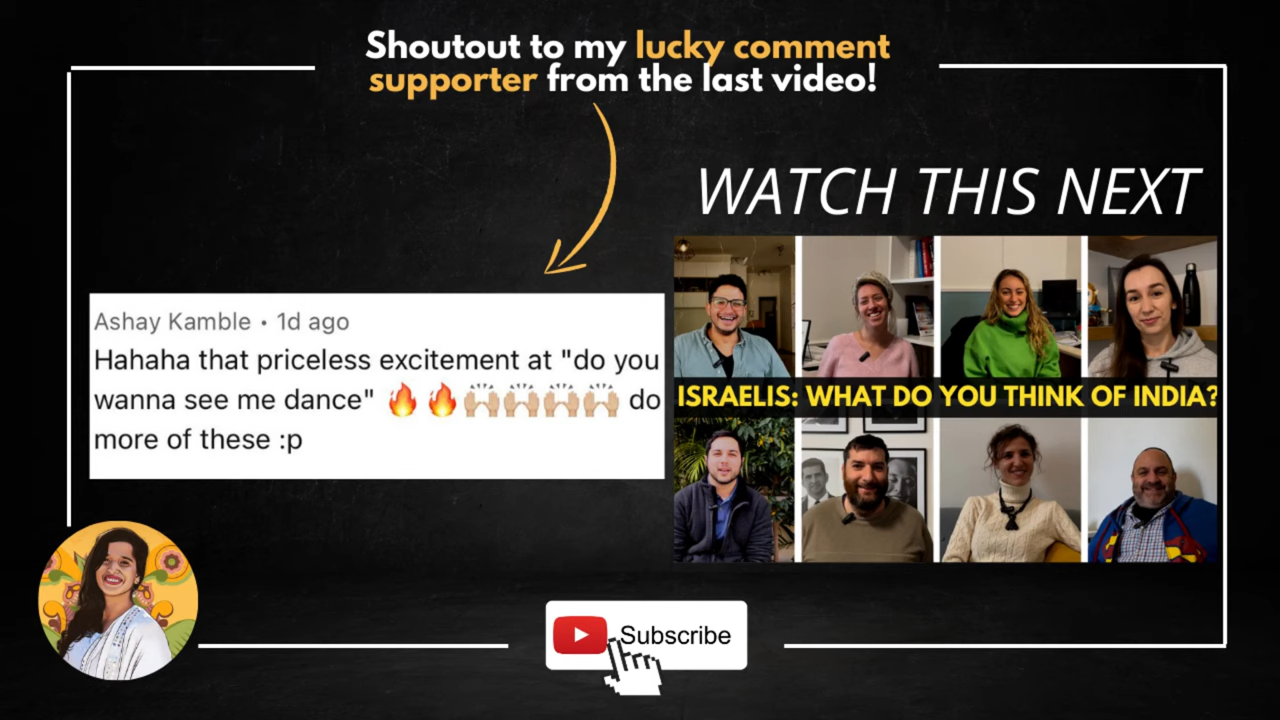 Shoutout to my lucky comment
supporter from the last video!
WATCH THIS NEXT
Ashay Kamble • 1d ago
Hahaha that priceless excitement at "do you
wanna see me dance" 🔥 🔥 🙌🏼🙌🏼🙌🏼🙌🏼 do
more of these :p
ISRAELIS: WHAT DO YOU THINK OF INDIA?
Subscribe